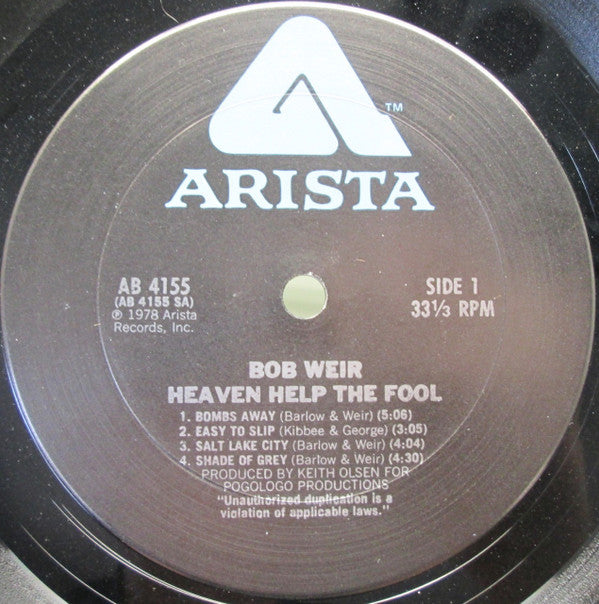 TM
ARISTA
AB 4155
(AB 4155 SA)
℗ 1978 Arista
Records, Inc.
SIDE 1
33⅓ RPM
BOB WEIR
HEAVEN HELP THE FOOL
1. BOMBS AWAY (Barlow & Weir) (5:06)
2. EASY TO SLIP (Kibbee & George) (3:05)
3. SALT LAKE CITY (Barlow & Weir) (4:04)
4. SHADE OF GREY (Barlow & Weir) (4:30)
PRODUCED BY KEITH OLSEN FOR
POGOLOGO PRODUCTIONS
"Unauthorized duplication is a
violation of applicable laws."